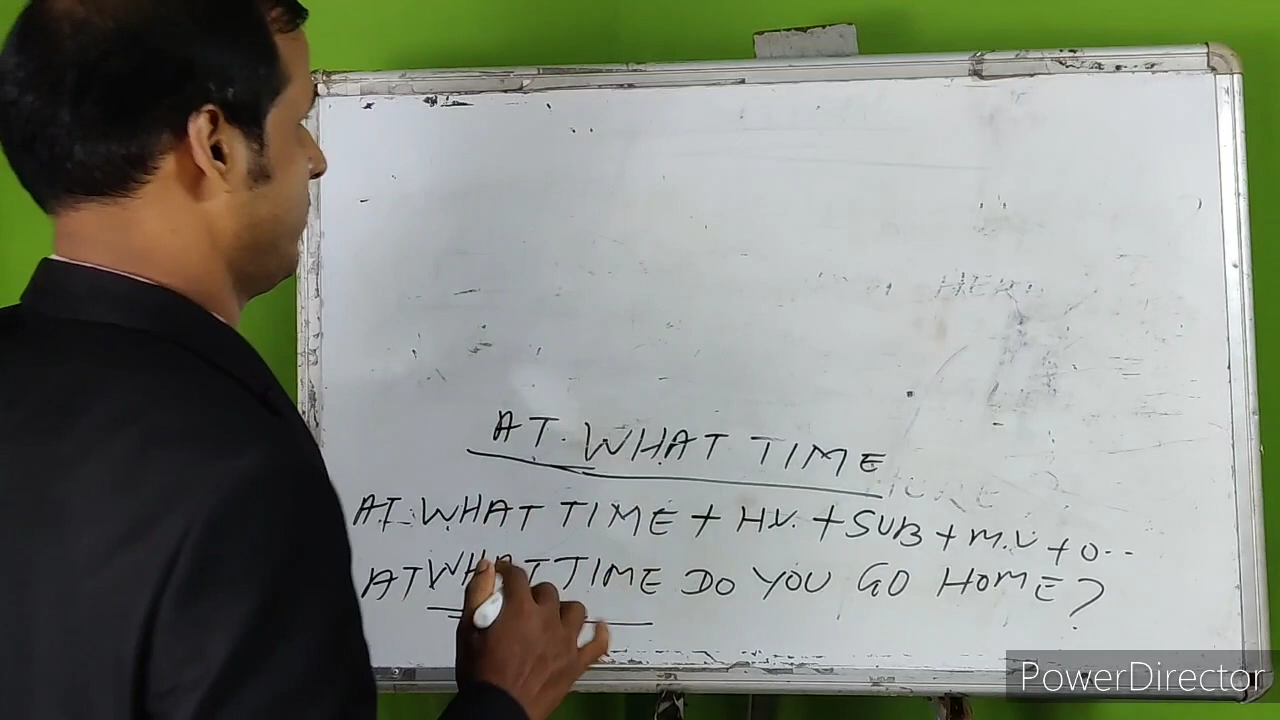 AT WHAT TIME
AT WHAT TIME + H.V. + SUB + M.V + O--
AT WHAT TIME DO YOU GO HOME?
PowerDirector